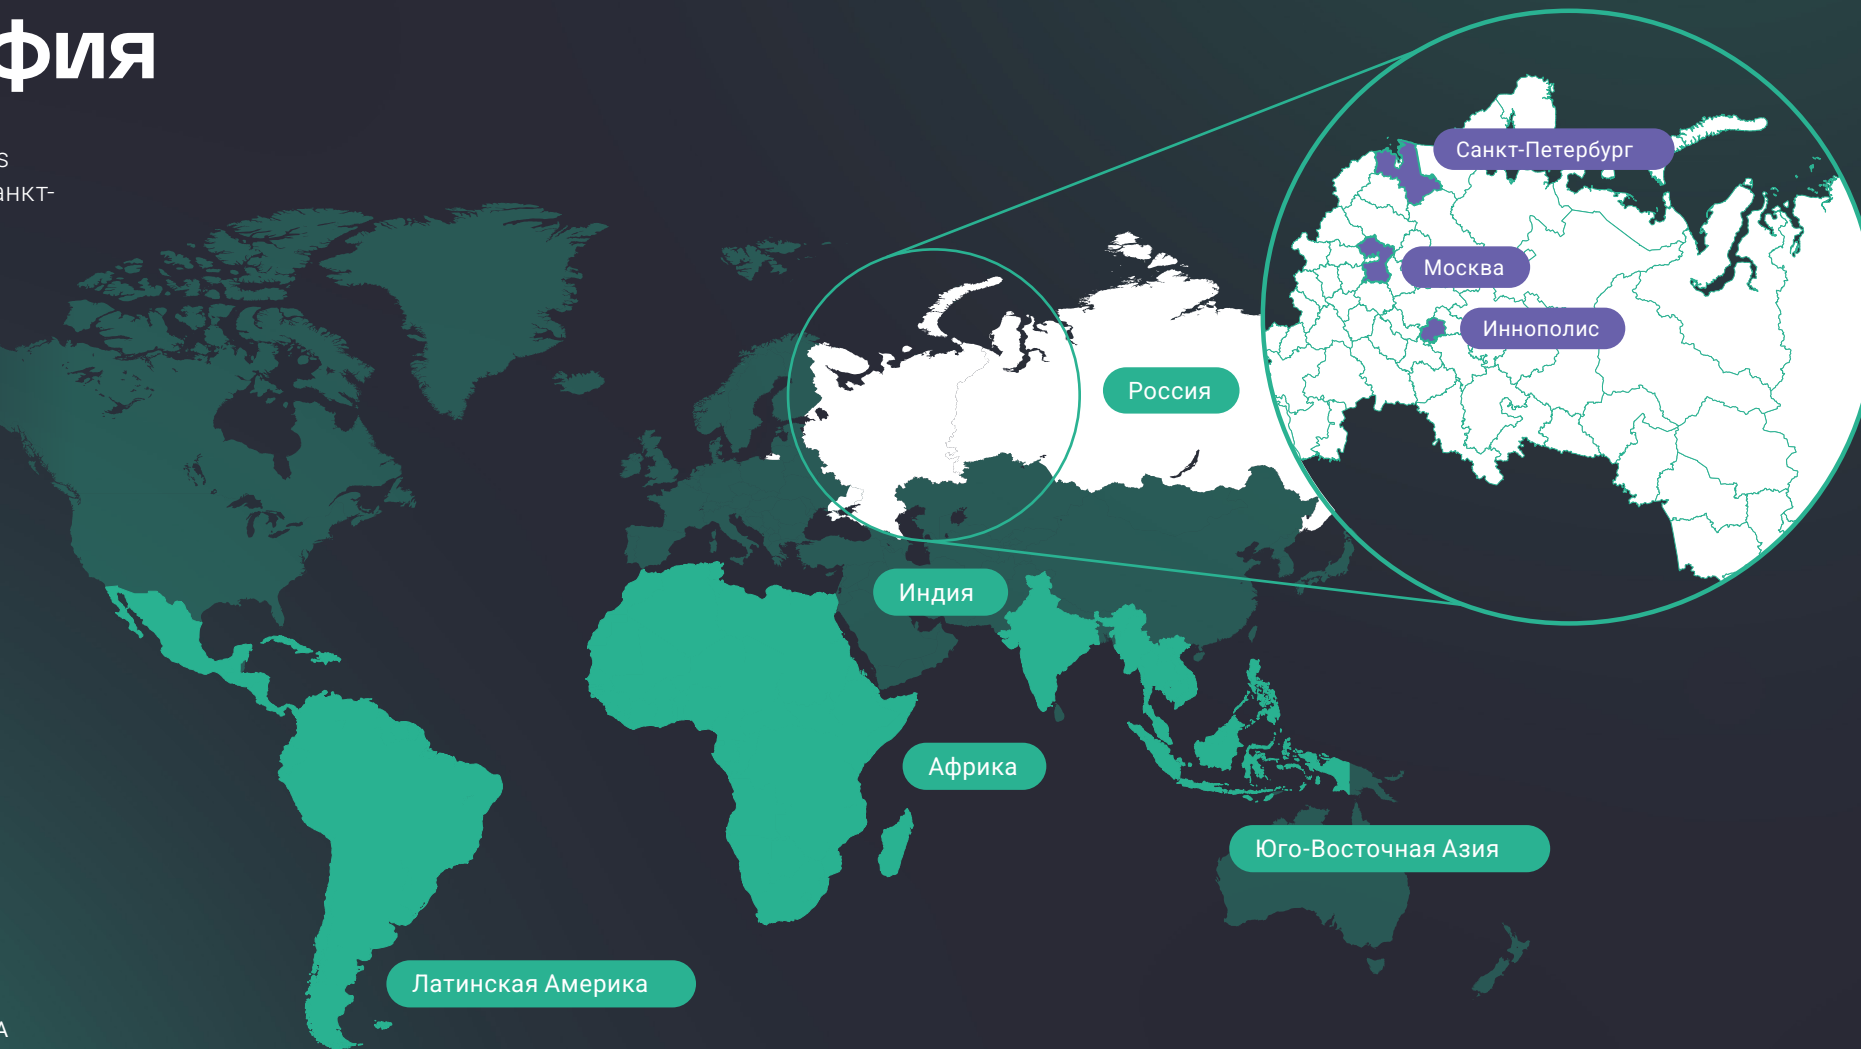 фия
s
анкт-
Санкт-Петербург
Москва
Иннополис
Россия
Индия
Африка
Юго-Восточная Азия
Латинская Америка
А